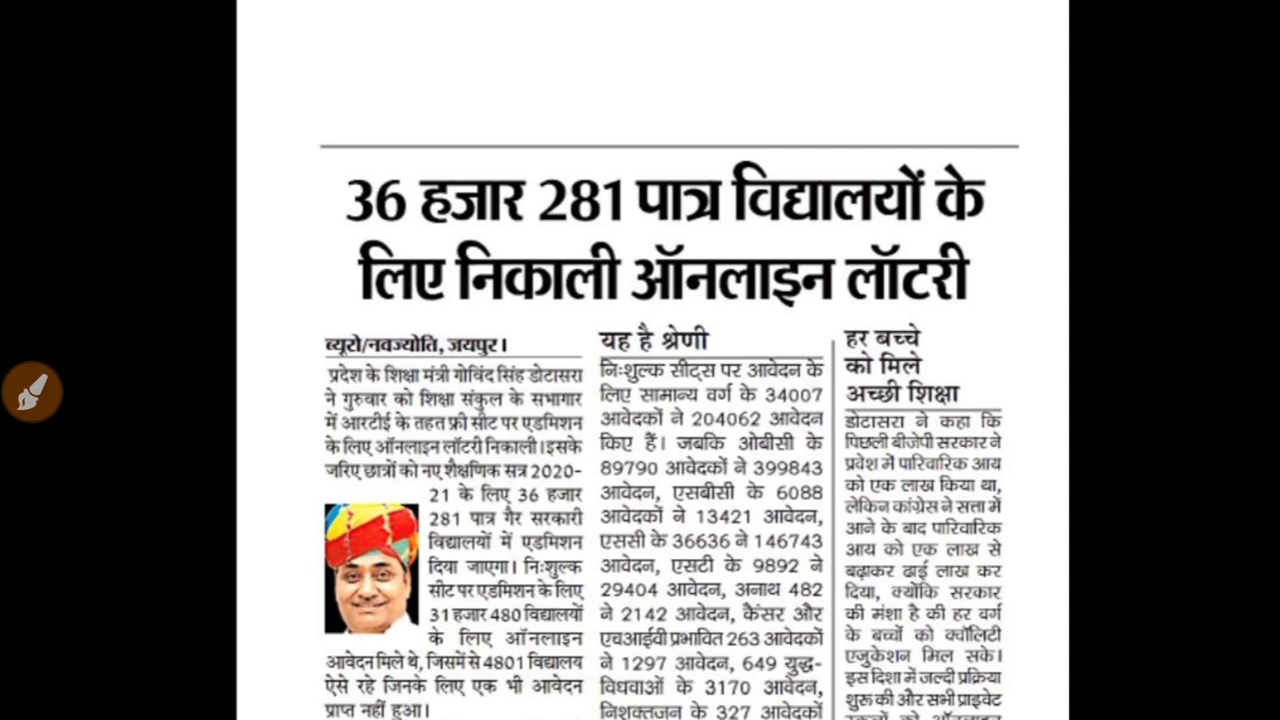 36 हजार 281 पात्र विद्यालयों के
लिए निकाली ऑनलाइन लॉटरी
ब्यूरो/नवज्योति, जयपुर।
प्रदेश के शिक्षा मंत्री गोविंद सिंह डोटासरा
ने गुरुवार को शिक्षा संकुल के सभागार
में आरटीई के तहत फ्री सीट पर एडमिशन
के लिए ऑनलाइन लॉटरी निकाली। इसके
जरिए छात्रों को नए शैक्षणिक सत्र 2020-
21 के लिए 36 हजार
281 पात्र गैर सरकारी
विद्यालयों में एडमिशन
दिया जाएगा। निःशुल्क
सीट पर एडमिशन के लिए
31 हजार 480 विद्यालयों
के लिए ऑनलाइन
आवेदन मिले थे, जिसमें से 4801 विद्यालय
ऐसे रहे जिनके लिए एक भी आवेदन
प्राप्त नहीं हुआ।
यह है श्रेणी
निःशुल्क सीट्स पर आवेदन के
लिए सामान्य वर्ग के 34007
आवेदकों ने 204062 आवेदन
किए हैं। जबकि ओबीसी के
89790 आवेदकों ने 399843
आवेदन, एसबीसी के 6088
आवेदकों ने 13421 आवेदन,
एससी के 36636 ने 146743
आवेदन, एसटी के 9892 ने
29404 आवेदन, अनाथ 482
ने 2142 आवेदन, कैंसर और
एचआईवी प्रभावित 263 आवेदकों
ने 1297 आवेदन, 649 युद्ध-
विधवाओं के 3170 आवेदन,
निशक्तजन के 327 आवेदकों
हर बच्चे
को मिले
अच्छी शिक्षा
डोटासरा ने कहा कि
पिछली बीजेपी सरकार ने
प्रवेश में पारिवारिक आय
को एक लाख किया था,
लेकिन कांग्रेस ने सत्ता में
आने के बाद पारिवारिक
आय को एक लाख से
बढ़ाकर ढाई लाख कर
दिया, क्योंकि सरकार
की मंशा है की हर वर्ग
के बच्चों को क्वॉलिटी
एजुकेशन मिल सके।
इस दिशा में जल्दी प्रक्रिया
शुरू की और सभी प्राइवेट